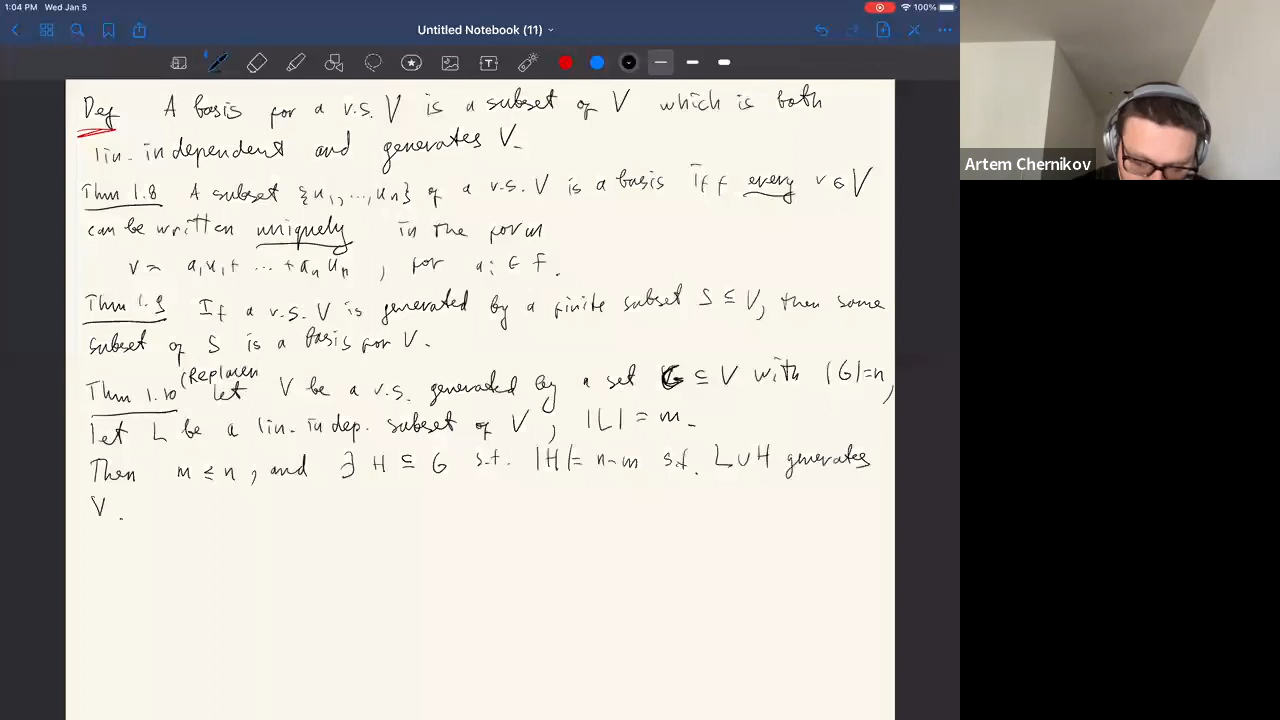 1:04 PM Wed Jan 5
100%
Untitled Notebook (11)
Def A basis for a v.s. V is a subset of V which is both
lin. independent and generates V.
Thm 1.8 A subset {u₁, ..., uₙ} of a v.s. V is a basis iff every v ∈ V
can be written uniquely in the form
v = a₁u₁ + ... + aₙuₙ, for aᵢ ∈ F.
Thm 1.9 If a v.s. V is generated by a finite subset S ⊆ V, then some
subset of S is a basis for V.
(Replacem
Thm 1.10 let V be a v.s. generated by a set G ⊆ V with |G|=n,
let L be a lin. indep. subset of V, |L| = m.
Then m ≤ n, and ∃ H ⊆ G s.t. |H| = n-m s.t. L∪H generates
V.
Artem Chernikov